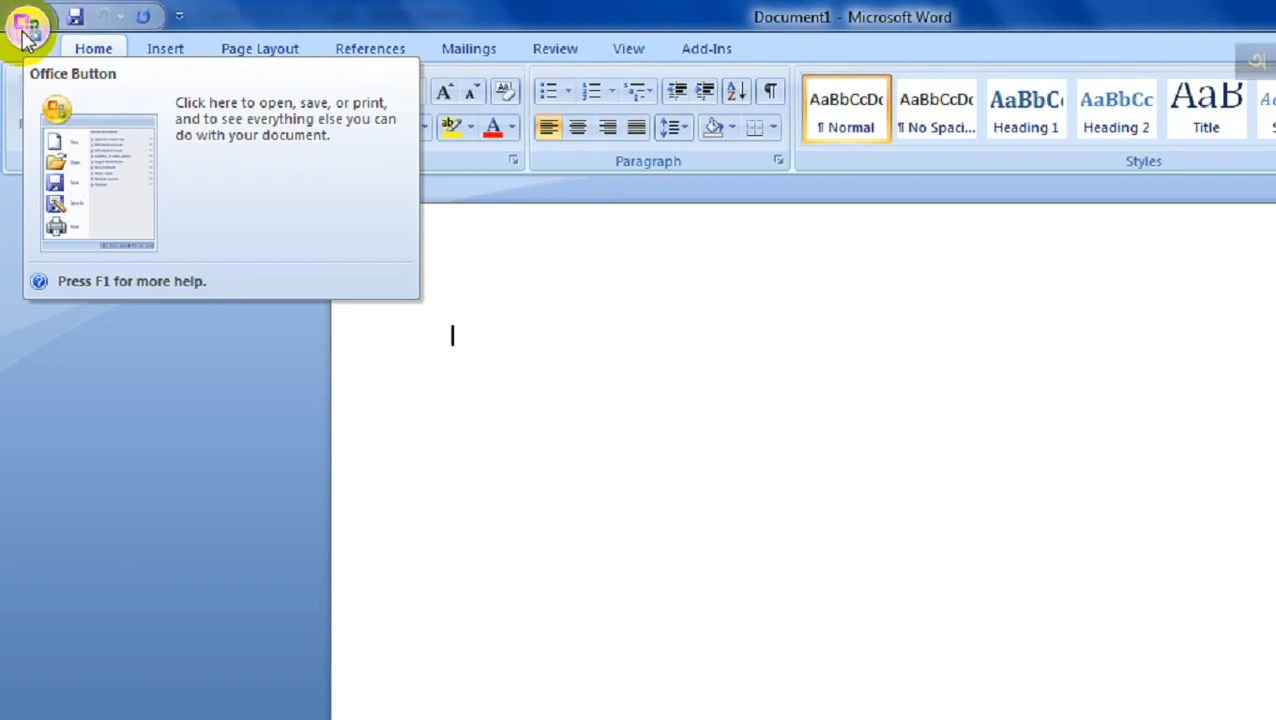 Document1 - Microsoft Word
Home Insert Page Layout References Mailings Review View Add-Ins
Office Button
Click here to open, save, or print,
and to see everything else you can
do with your document.
Press F1 for more help.
AaBbCcDc AaBbCcDc AaBbC AaBbCc AaB
¶ Normal ¶ No Spaci... Heading 1 Heading 2 Title
Paragraph Styles